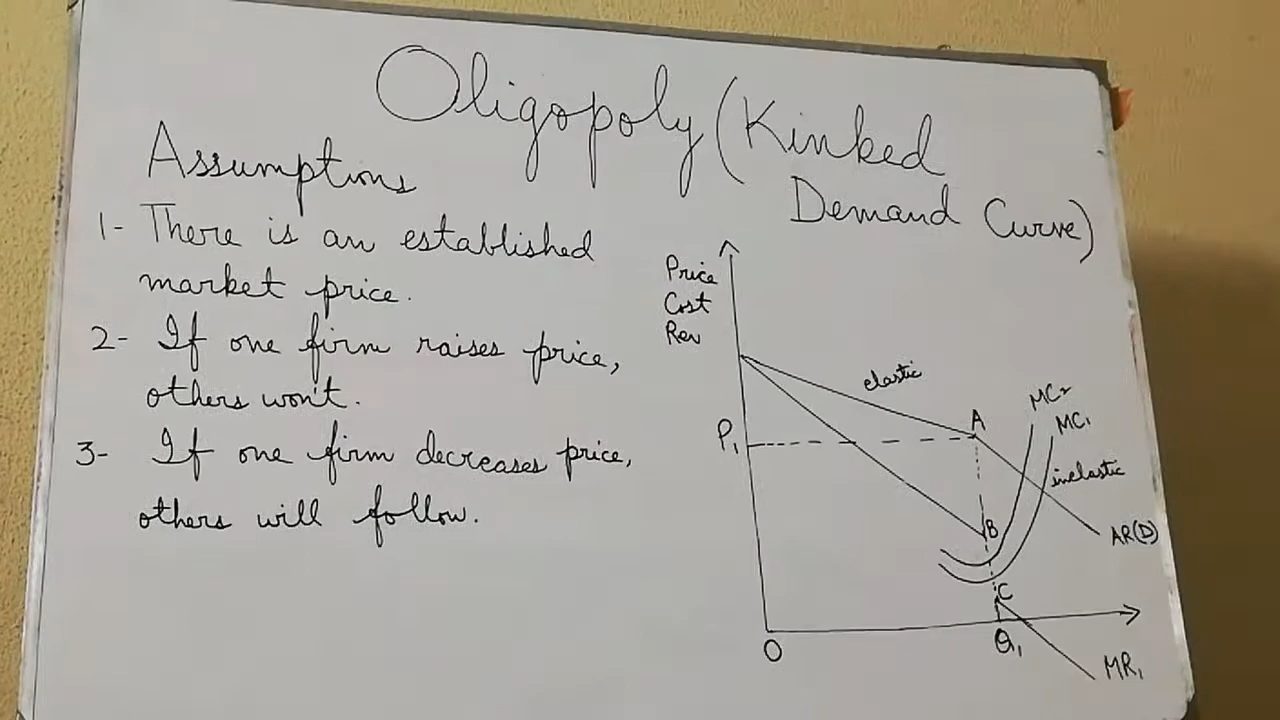 Oligopoly (Kinked
Demand Curve)
Assumptions
1- There is an established
market price.
2- If one firm raises price,
others won't.
3- If one firm decreases price,
others will follow.
Price
Cost
Rev
elastic
P₁
A
MC₂
MC₁
inelastic
B
AR(D)
C
O
Q₁
MR₁